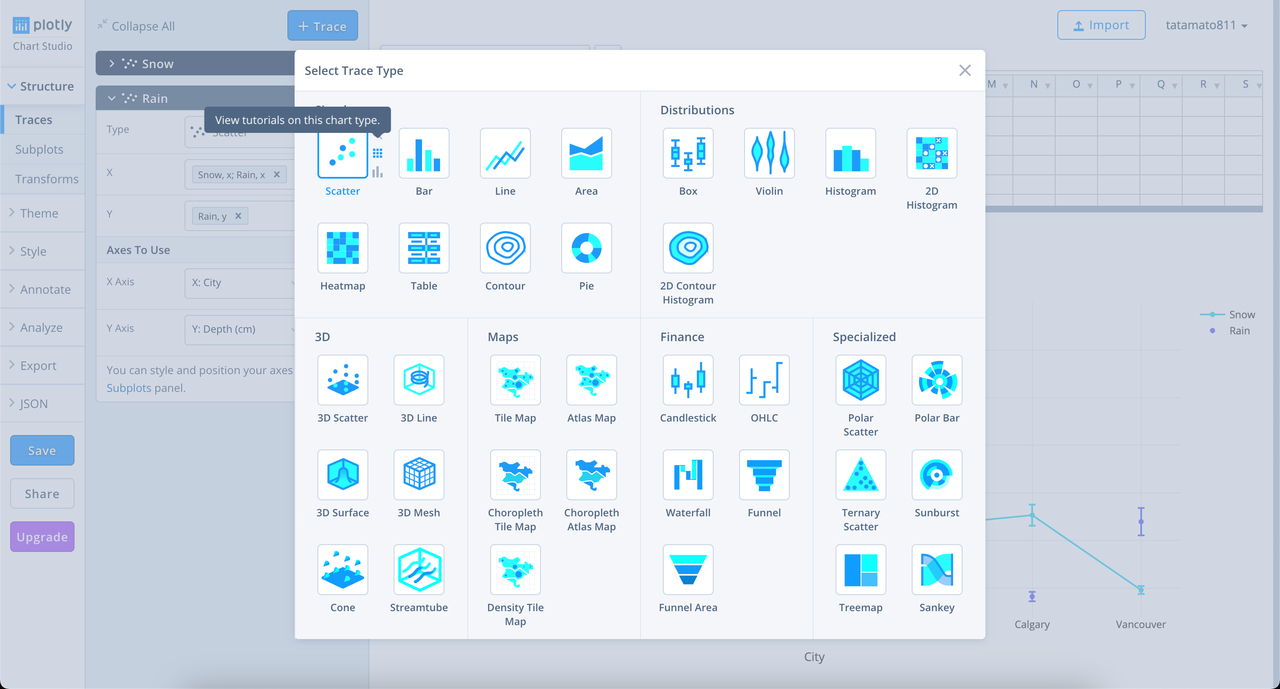 plotly
Chart Studio
Structure
Traces
Subplots
Transforms
Theme
Style
Annotate
Analyze
Export
JSON
Save
Share
Upgrade
Collapse All
+ Trace
Snow
Rain
Type
Scatter
X
Snow, x; Rain, x ×
Y
Rain, y ×
Axes To Use
X Axis
X: City
Y Axis
Y: Depth (cm)
You can style and position your axes
Subplots panel.
Import
tatamato811
M N O P Q R S
Select Trace Type
View tutorials on this chart type.
Scatter
Bar
Line
Area
Heatmap
Table
Contour
Pie
Distributions
Box
Violin
Histogram
2D
Histogram
2D Contour
Histogram
3D
3D Scatter
3D Line
3D Surface
3D Mesh
Cone
Streamtube
Maps
Tile Map
Atlas Map
Choropleth
Tile Map
Choropleth
Atlas Map
Density Tile
Map
Finance
Candlestick
OHLC
Waterfall
Funnel
Funnel Area
Specialized
Polar
Scatter
Polar Bar
Ternary
Scatter
Sunburst
Treemap
Sankey
Snow
Rain
Calgary
Vancouver
City